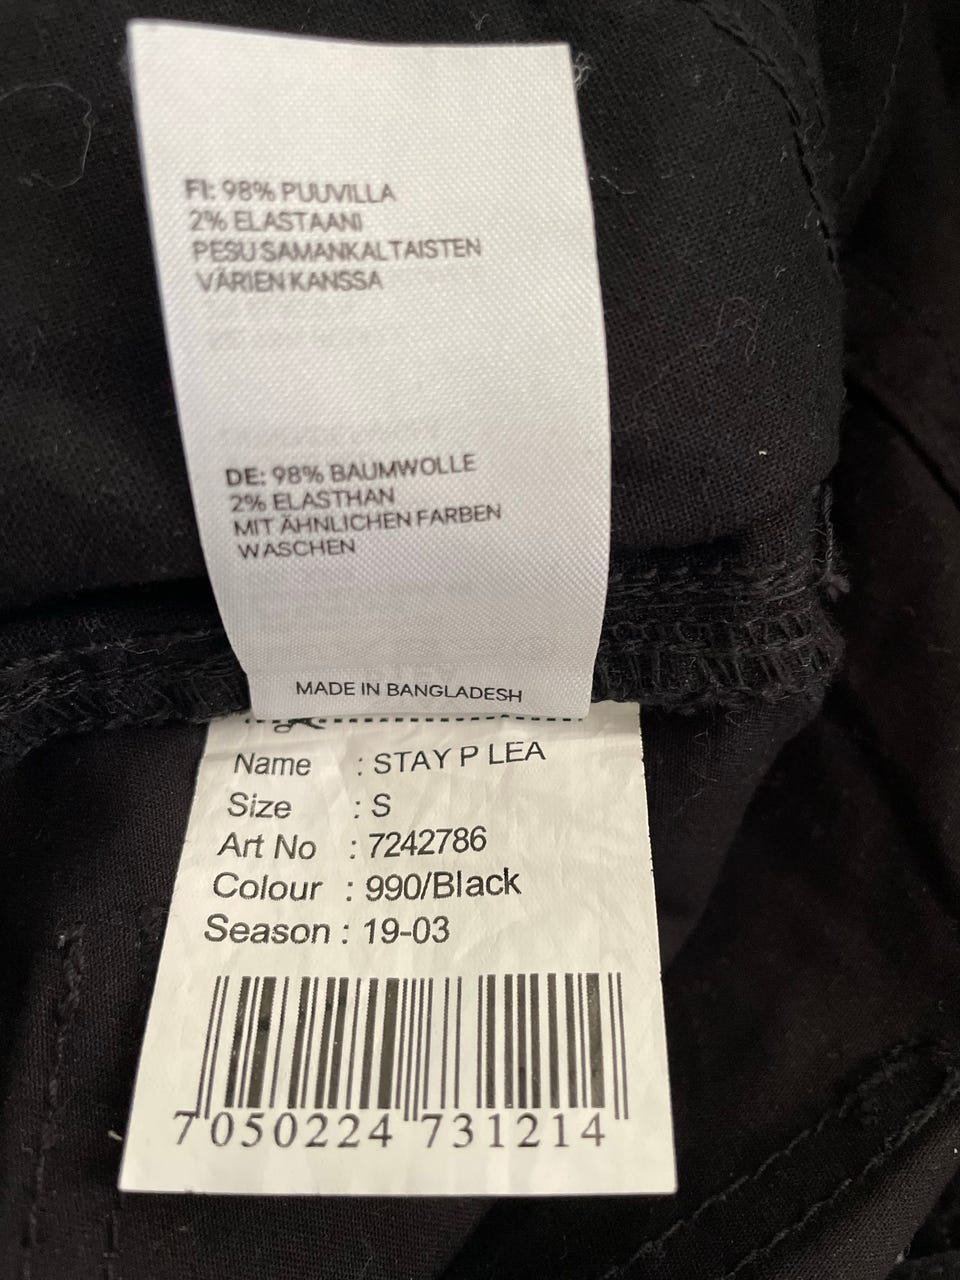 FI: 98% PUUVILLA
2% ELASTAANI
PESU SAMANKALTAISTEN
VÄRIEN KANSSA
DE: 98% BAUMWOLLE
2% ELASTHAN
MIT ÄHNLICHEN FARBEN
WASCHEN
MADE IN BANGLADESH
Name : STAY P LEA
Size : S
Art No : 7242786
Colour : 990/Black
Season : 19-03
7 050224 731214